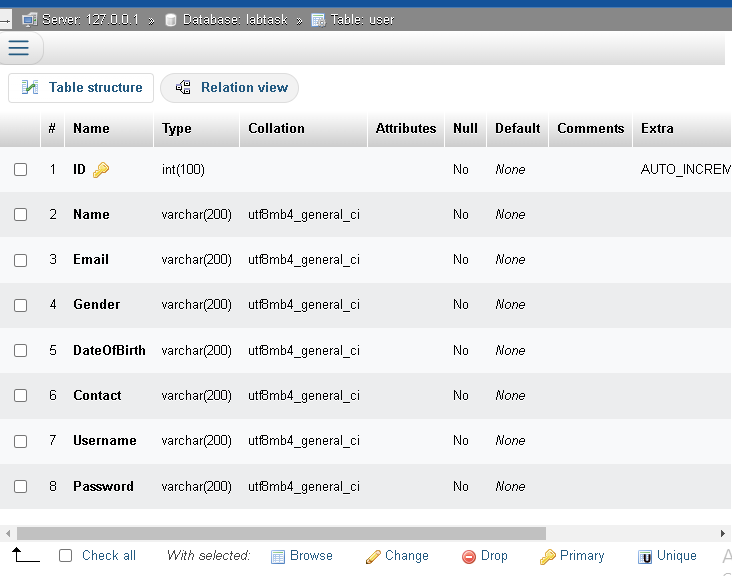 Server: 127.0.0.1 » Database: labtask » Table: user
Table structure Relation view
# Name Type Collation Attributes Null Default Comments Extra
1 ID int(100) No None AUTO_INCREM
2 Name varchar(200) utf8mb4_general_ci No None
3 Email varchar(200) utf8mb4_general_ci No None
4 Gender varchar(200) utf8mb4_general_ci No None
5 DateOfBirth varchar(200) utf8mb4_general_ci No None
6 Contact varchar(200) utf8mb4_general_ci No None
7 Username varchar(200) utf8mb4_general_ci No None
8 Password varchar(200) utf8mb4_general_ci No None
Check all With selected: Browse Change Drop Primary Unique